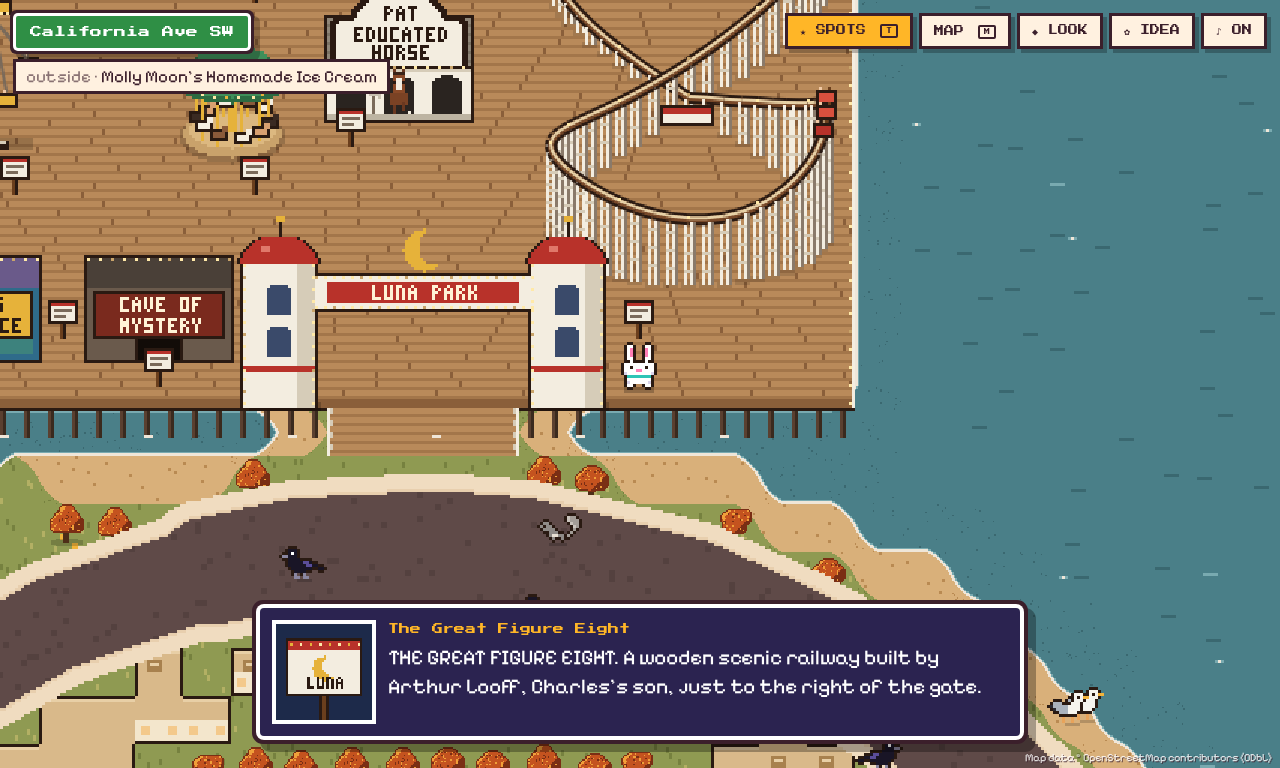 California Ave SW
outside · Molly Moon's Homemade Ice Cream
★ SPOTS T
MAP M
◆ LOOK
✿ IDEA
♪ ON
PAT
EDUCATED
HORSE
CAVE OF
MYSTERY
LUNA PARK
The Great Figure Eight
THE GREAT FIGURE EIGHT. A wooden scenic railway built by
Arthur Looff, Charles's son, just to the right of the gate.
LUNA
Map data © OpenStreetMap contributors (ODbL)